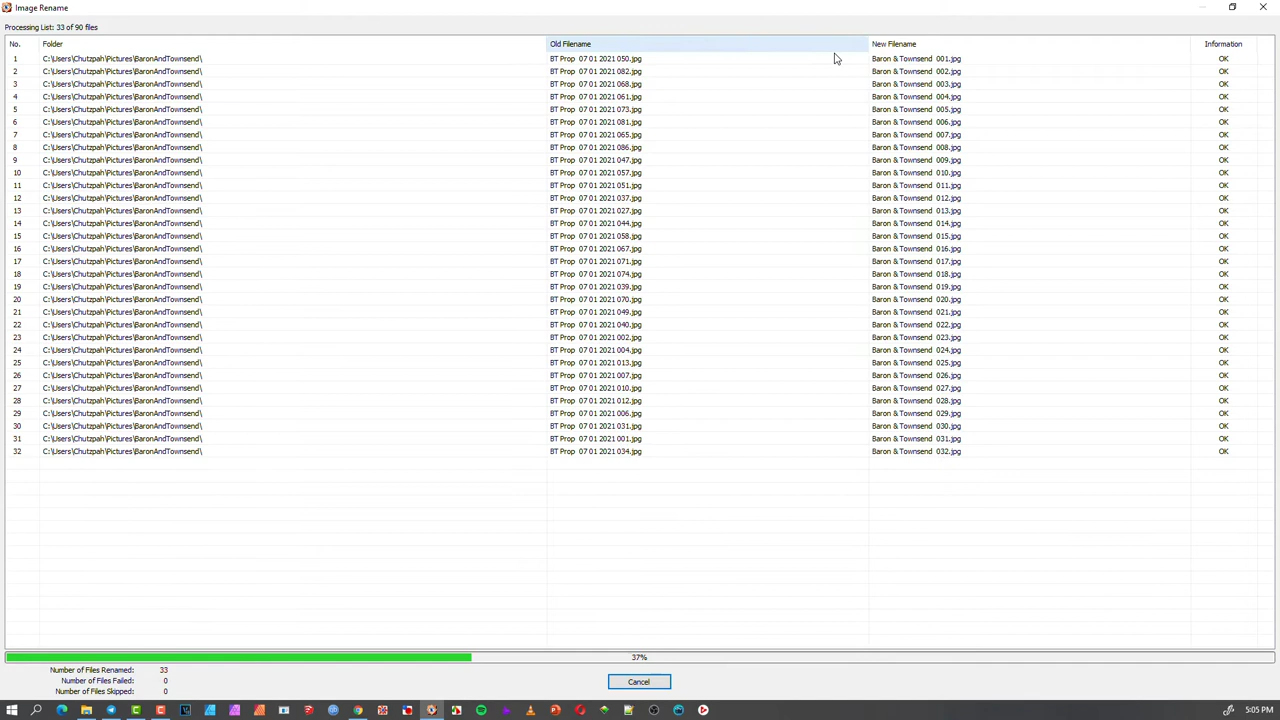 Image Rename
Processing List: 33 of 90 files
No. Folder Old Filename New Filename Information
1 C:\Users\Chutzpah\Pictures\BaronAndTownsend\ BT Prop  07 01 2021 050.jpg Baron & Townsend  001.jpg OK
2 C:\Users\Chutzpah\Pictures\BaronAndTownsend\ BT Prop  07 01 2021 082.jpg Baron & Townsend  002.jpg OK
3 C:\Users\Chutzpah\Pictures\BaronAndTownsend\ BT Prop  07 01 2021 068.jpg Baron & Townsend  003.jpg OK
4 C:\Users\Chutzpah\Pictures\BaronAndTownsend\ BT Prop  07 01 2021 061.jpg Baron & Townsend  004.jpg OK
5 C:\Users\Chutzpah\Pictures\BaronAndTownsend\ BT Prop  07 01 2021 073.jpg Baron & Townsend  005.jpg OK
6 C:\Users\Chutzpah\Pictures\BaronAndTownsend\ BT Prop  07 01 2021 081.jpg Baron & Townsend  006.jpg OK
7 C:\Users\Chutzpah\Pictures\BaronAndTownsend\ BT Prop  07 01 2021 065.jpg Baron & Townsend  007.jpg OK
8 C:\Users\Chutzpah\Pictures\BaronAndTownsend\ BT Prop  07 01 2021 086.jpg Baron & Townsend  008.jpg OK
9 C:\Users\Chutzpah\Pictures\BaronAndTownsend\ BT Prop  07 01 2021 047.jpg Baron & Townsend  009.jpg OK
10 C:\Users\Chutzpah\Pictures\BaronAndTownsend\ BT Prop  07 01 2021 057.jpg Baron & Townsend  010.jpg OK
11 C:\Users\Chutzpah\Pictures\BaronAndTownsend\ BT Prop  07 01 2021 051.jpg Baron & Townsend  011.jpg OK
12 C:\Users\Chutzpah\Pictures\BaronAndTownsend\ BT Prop  07 01 2021 037.jpg Baron & Townsend  012.jpg OK
13 C:\Users\Chutzpah\Pictures\BaronAndTownsend\ BT Prop  07 01 2021 027.jpg Baron & Townsend  013.jpg OK
14 C:\Users\Chutzpah\Pictures\BaronAndTownsend\ BT Prop  07 01 2021 044.jpg Baron & Townsend  014.jpg OK
15 C:\Users\Chutzpah\Pictures\BaronAndTownsend\ BT Prop  07 01 2021 058.jpg Baron & Townsend  015.jpg OK
16 C:\Users\Chutzpah\Pictures\BaronAndTownsend\ BT Prop  07 01 2021 067.jpg Baron & Townsend  016.jpg OK
17 C:\Users\Chutzpah\Pictures\BaronAndTownsend\ BT Prop  07 01 2021 071.jpg Baron & Townsend  017.jpg OK
18 C:\Users\Chutzpah\Pictures\BaronAndTownsend\ BT Prop  07 01 2021 074.jpg Baron & Townsend  018.jpg OK
19 C:\Users\Chutzpah\Pictures\BaronAndTownsend\ BT Prop  07 01 2021 039.jpg Baron & Townsend  019.jpg OK
20 C:\Users\Chutzpah\Pictures\BaronAndTownsend\ BT Prop  07 01 2021 070.jpg Baron & Townsend  020.jpg OK
21 C:\Users\Chutzpah\Pictures\BaronAndTownsend\ BT Prop  07 01 2021 049.jpg Baron & Townsend  021.jpg OK
22 C:\Users\Chutzpah\Pictures\BaronAndTownsend\ BT Prop  07 01 2021 040.jpg Baron & Townsend  022.jpg OK
23 C:\Users\Chutzpah\Pictures\BaronAndTownsend\ BT Prop  07 01 2021 002.jpg Baron & Townsend  023.jpg OK
24 C:\Users\Chutzpah\Pictures\BaronAndTownsend\ BT Prop  07 01 2021 004.jpg Baron & Townsend  024.jpg OK
25 C:\Users\Chutzpah\Pictures\BaronAndTownsend\ BT Prop  07 01 2021 013.jpg Baron & Townsend  025.jpg OK
26 C:\Users\Chutzpah\Pictures\BaronAndTownsend\ BT Prop  07 01 2021 007.jpg Baron & Townsend  026.jpg OK
27 C:\Users\Chutzpah\Pictures\BaronAndTownsend\ BT Prop  07 01 2021 010.jpg Baron & Townsend  027.jpg OK
28 C:\Users\Chutzpah\Pictures\BaronAndTownsend\ BT Prop  07 01 2021 012.jpg Baron & Townsend  028.jpg OK
29 C:\Users\Chutzpah\Pictures\BaronAndTownsend\ BT Prop  07 01 2021 006.jpg Baron & Townsend  029.jpg OK
30 C:\Users\Chutzpah\Pictures\BaronAndTownsend\ BT Prop  07 01 2021 031.jpg Baron & Townsend  030.jpg OK
31 C:\Users\Chutzpah\Pictures\BaronAndTownsend\ BT Prop  07 01 2021 001.jpg Baron & Townsend  031.jpg OK
32 C:\Users\Chutzpah\Pictures\BaronAndTownsend\ BT Prop  07 01 2021 034.jpg Baron & Townsend  032.jpg OK
37%
Number of Files Renamed: 33
Number of Files Failed: 0
Number of Files Skipped: 0
Cancel
5:05 PM